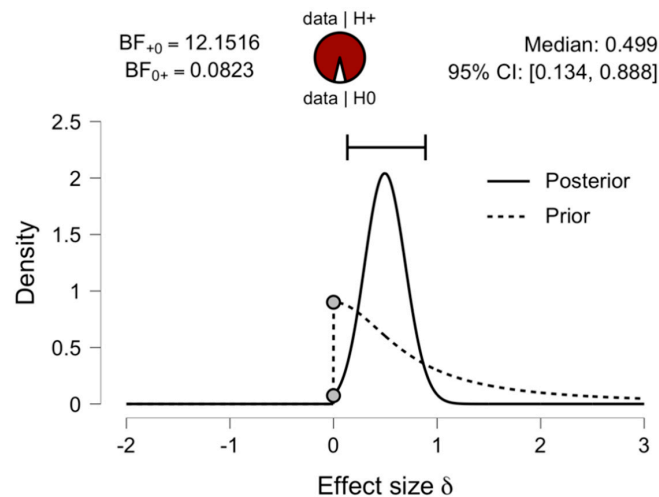 data | H+
BF+0 = 12.1516
BF0+ = 0.0823
Median: 0.499
95% CI: [0.134, 0.888]
data | H0
2.5
2
1.5
1
0.5
0
Density
Posterior
Prior
-2 -1 0 1 2 3
Effect size δ